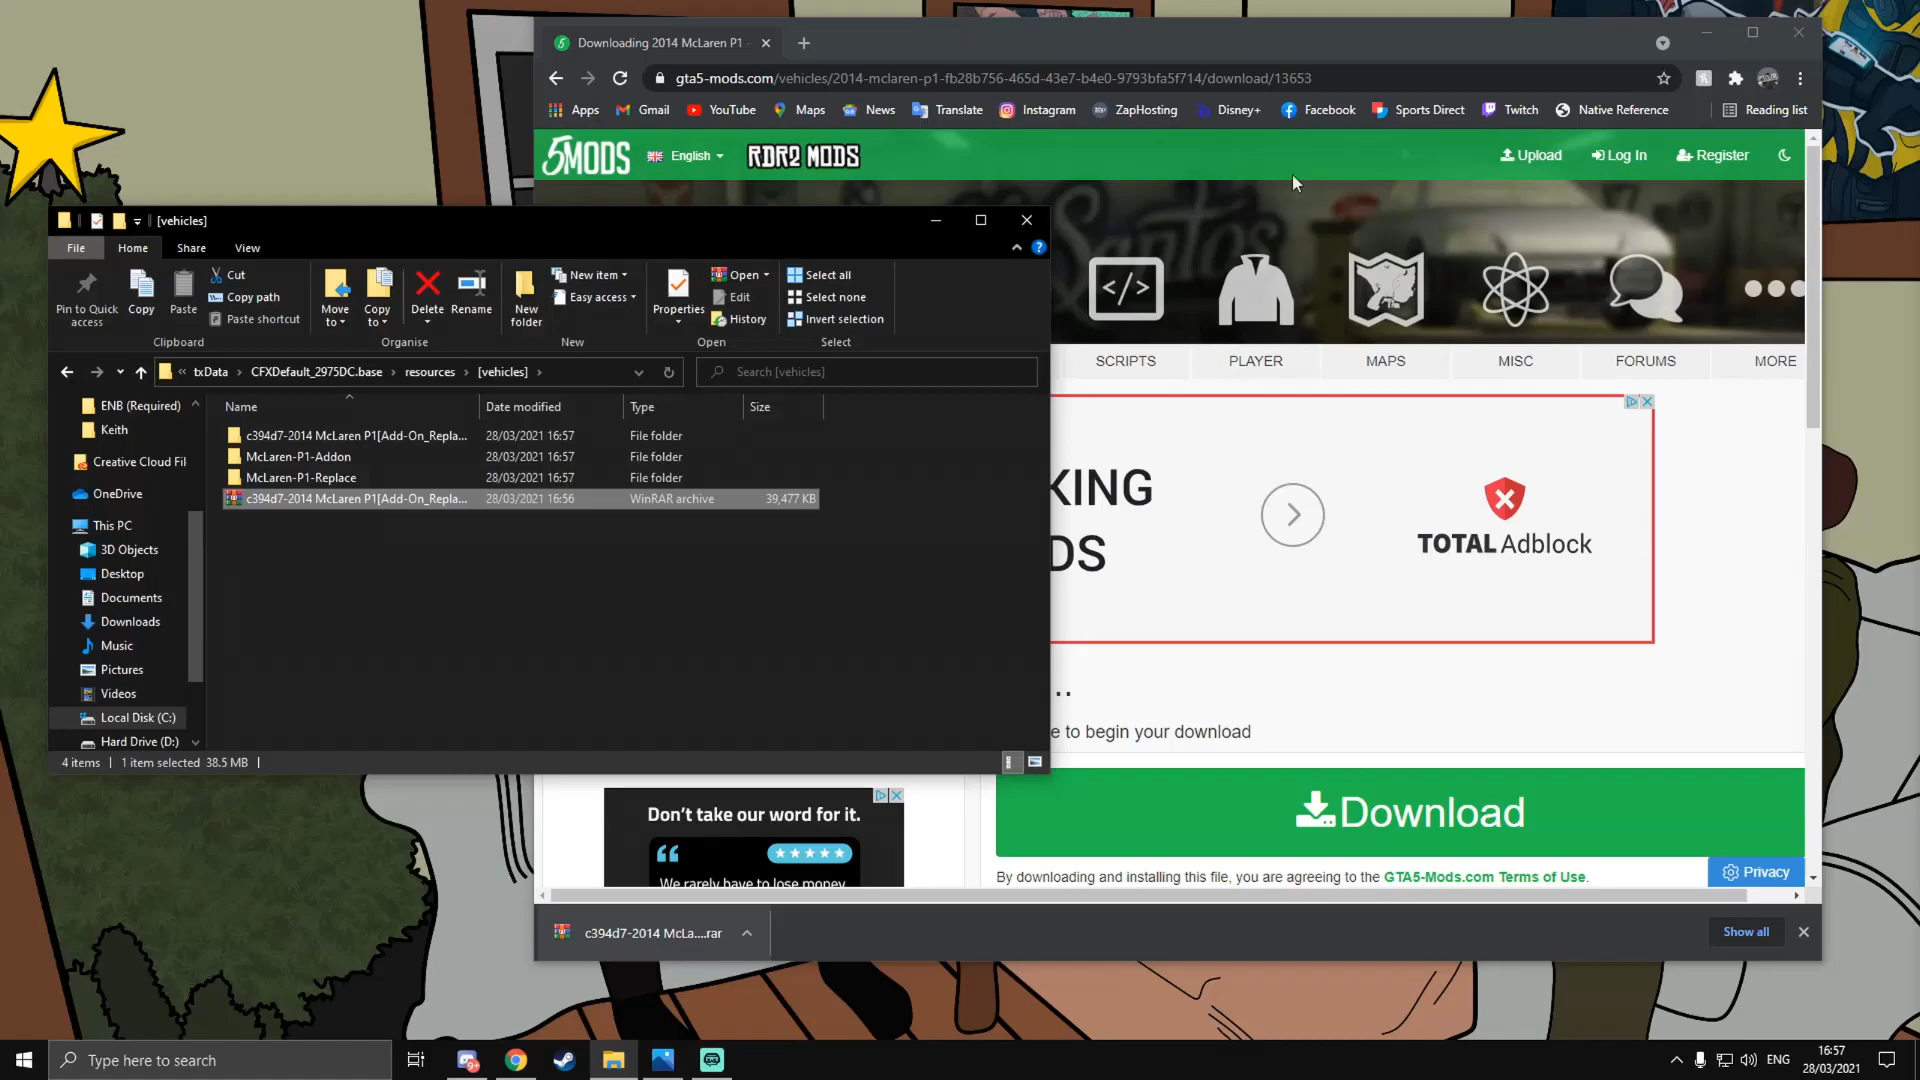 Downloading 2014 McLaren P1 -
gta5-mods.com/vehicles/2014-mclaren-p1-fb28b756-465d-43e7-b4e0-9793bfa5f714/download/13653
Apps
Gmail
YouTube
Maps
News
Translate
Instagram
ZapHosting
Disney+
Facebook
Sports Direct
Twitch
Native Reference
Reading list
5MODS
English
RDR2 MODS
Upload
Log In
Register
[vehicles]
File
Home
Share
View
Pin to Quick access
Copy
Paste
Cut
Copy path
Paste shortcut
Clipboard
Move to
Copy to
Delete
Rename
Organise
New folder
New item
Easy access
New
Properties
Open
Edit
History
Open
Select all
Select none
Invert selection
Select
SCRIPTS
PLAYER
MAPS
MISC
FORUMS
MORE
« txData > CFXDefault_2975DC.base > resources > [vehicles] >
Search [vehicles]
Name
Date modified
Type
Size
c394d7-2014 McLaren P1[Add-On_Repla... 28/03/2021 16:57 File folder
McLaren-P1-Addon 28/03/2021 16:57 File folder
McLaren-P1-Replace 28/03/2021 16:57 File folder
c394d7-2014 McLaren P1[Add-On_Repla... 28/03/2021 16:56 WinRAR archive 39,477 KB
ENB (Required)
Keith
Creative Cloud Fil
OneDrive
This PC
3D Objects
Desktop
Documents
Downloads
Music
Pictures
Videos
Local Disk (C:)
Hard Drive (D:)
4 items
1 item selected 38.5 MB
KING
DS
TOTAL Adblock
..
e to begin your download
Download
By downloading and installing this file, you are agreeing to the GTA5-Mods.com Terms of Use.
Privacy
Don't take our word for it.
We rarely have to lose money
c394d7-2014 McLa....rar
Show all
Type here to search
9+
ENG
16:57
28/03/2021